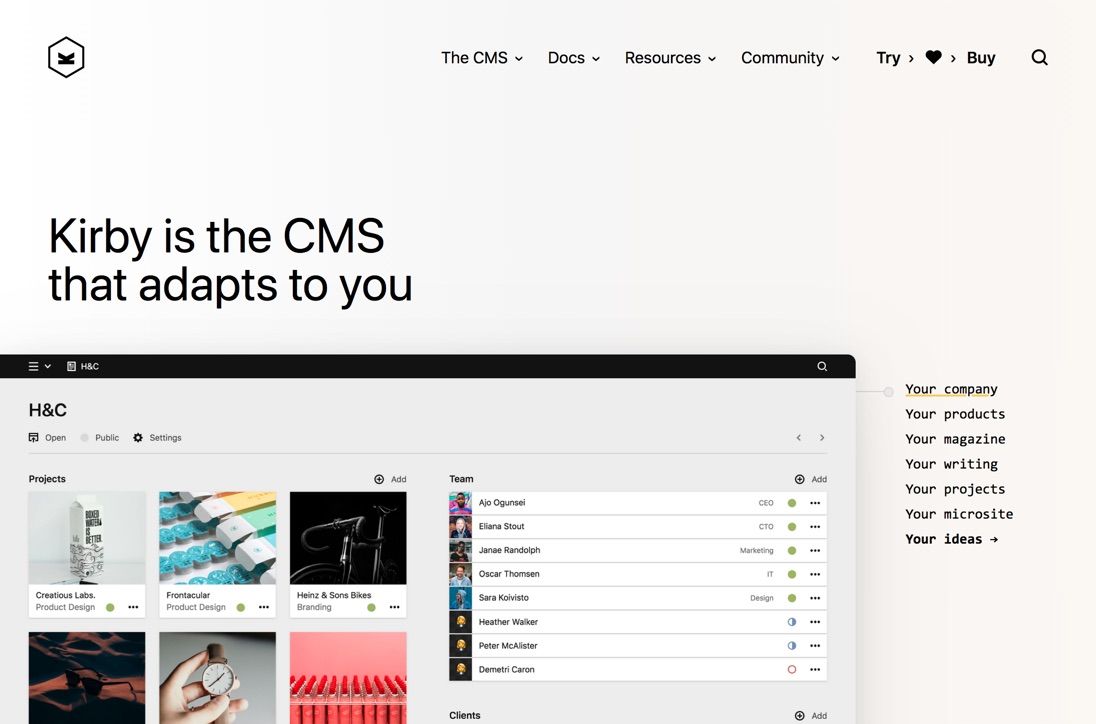 The CMS
Docs
Resources
Community
Try
Buy
Kirby is the CMS
that adapts to you
H&C
H&C
Open
Public
Settings
Projects
Add
BOXED
WATER
IS
BETTER.
Creatious Labs.
Product Design
Frontacular
Product Design
Heinz & Sons Bikes
Branding
Team
Add
Ajo Ogunsei
CEO
Eliana Stout
CTO
Janae Randolph
Marketing
Oscar Thomsen
IT
Sara Koivisto
Design
Heather Walker
Peter McAlister
Demetri Caron
Clients
Add
Your company
Your products
Your magazine
Your writing
Your projects
Your microsite
Your ideas →